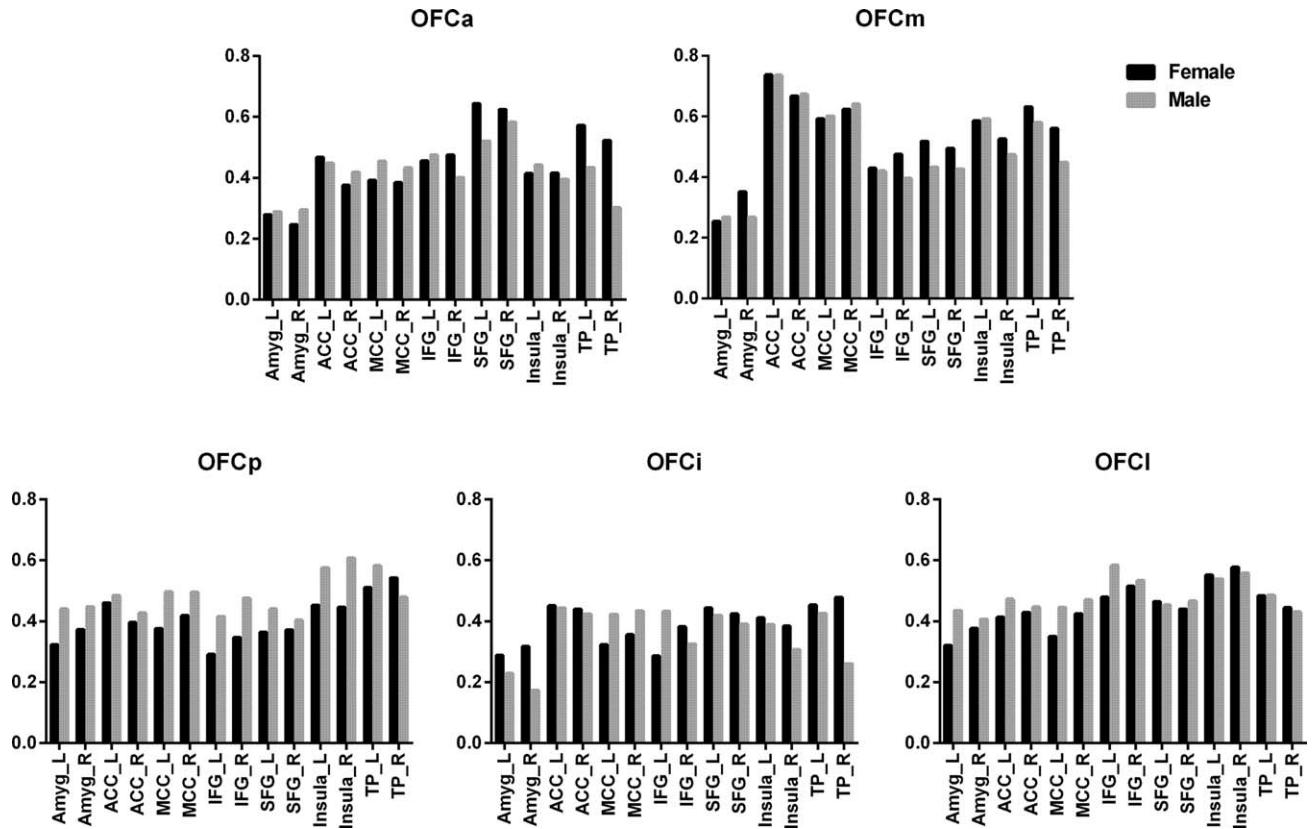 OFCa
OFCm
Female
Male
0.8
0.6
0.4
0.2
0.0
Amyg_L
Amyg_R
ACC_L
ACC_R
MCC_L
MCC_R
IFG_L
IFG_R
SFG_L
SFG_R
Insula_L
Insula_R
TP_L
TP_R
0.8
0.6
0.4
0.2
0.0
Amyg_L
Amyg_R
ACC_L
ACC_R
MCC_L
MCC_R
IFG_L
IFG_R
SFG_L
SFG_R
Insula_L
Insula_R
TP_L
TP_R
OFCp
OFCi
OFCl
0.8
0.6
0.4
0.2
0.0
Amyg_L
Amyg_R
ACC_L
ACC_R
MCC_L
MCC_R
IFG_L
IFG_R
SFG_L
SFG_R
Insula_L
Insula_R
TP_L
TP_R
0.8
0.6
0.4
0.2
0.0
Amyg_L
Amyg_R
ACC_L
ACC_R
MCC_L
MCC_R
IFG_L
IFG_R
SFG_L
SFG_R
Insula_L
Insula_R
TP_L
TP_R
0.8
0.6
0.4
0.2
0.0
Amyg_L
Amyg_R
ACC_L
ACC_R
MCC_L
MCC_R
IFG_L
IFG_R
SFG_L
SFG_R
Insula_L
Insula_R
TP_L
TP_R